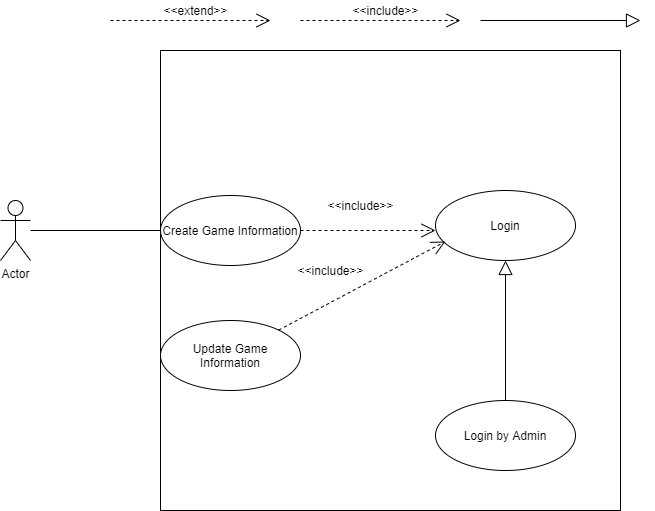 <<extend>>
<<include>>
<<include>>
Create Game Information
Login
<<include>>
Actor
Update Game
Information
Login by Admin